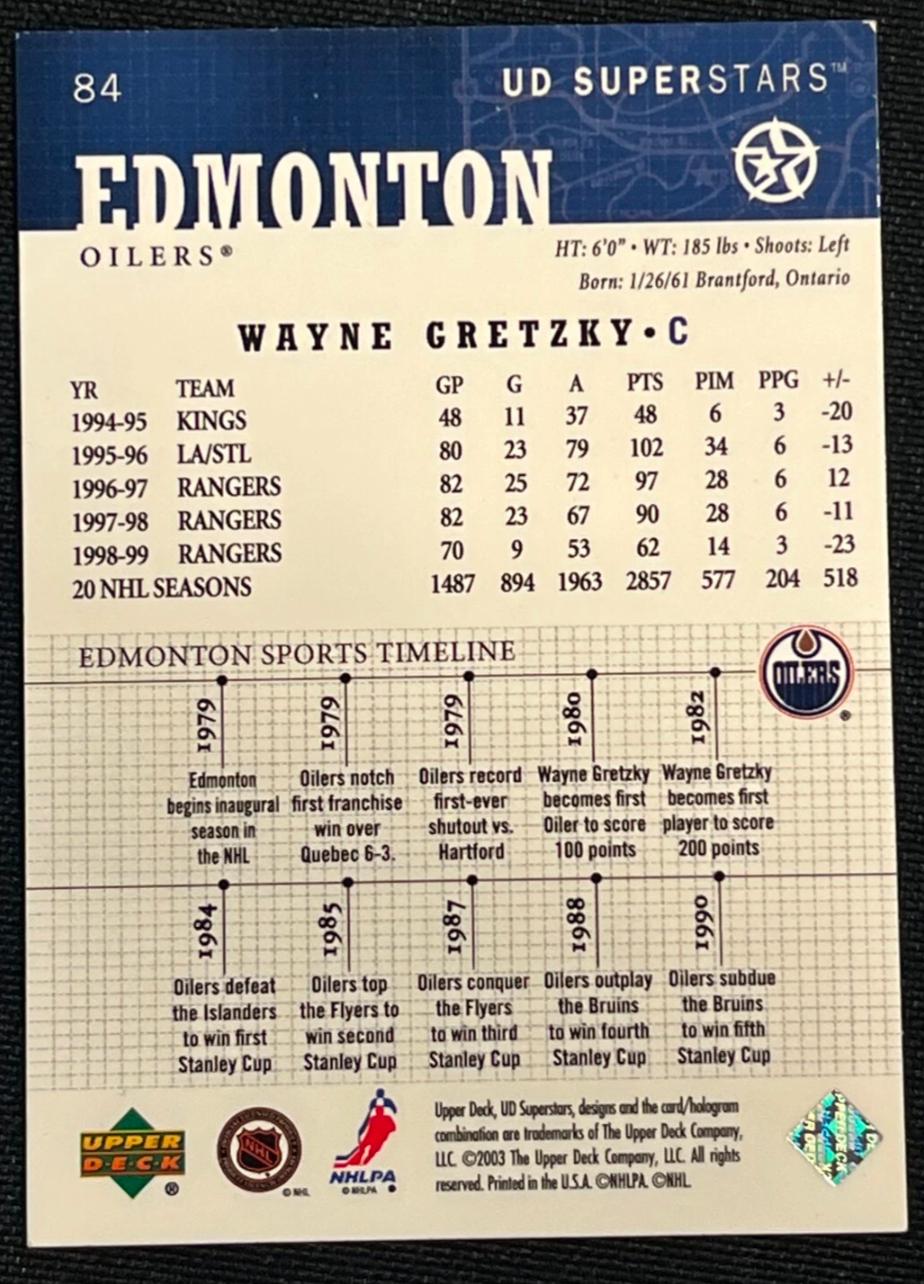 84
UD SUPERSTARS™
EDMONTON
OILERS®
HT: 6'0" • WT: 185 lbs • Shoots: Left
Born: 1/26/61 Brantford, Ontario
WAYNE GRETZKY • C
YR TEAM GP G A PTS PIM PPG +/-
1994-95 KINGS 48 11 37 48 6 3 -20
1995-96 LA/STL 80 23 79 102 34 6 -13
1996-97 RANGERS 82 25 72 97 28 6 12
1997-98 RANGERS 82 23 67 90 28 6 -11
1998-99 RANGERS 70 9 53 62 14 3 -23
20 NHL SEASONS 1487 894 1963 2857 577 204 518
EDMONTON SPORTS TIMELINE
OILERS
®
1979
Edmonton
begins inaugural
season in
the NHL
1979
Oilers notch
first franchise
win over
Quebec 6-3.
1979
Oilers record
first-ever
shutout vs.
Hartford
1980
Wayne Gretzky
becomes first
Oiler to score
100 points
1982
Wayne Gretzky
becomes first
player to score
200 points
1984
Oilers defeat
the Islanders
to win first
Stanley Cup
1985
Oilers top
the Flyers to
win second
Stanley Cup
1987
Oilers conquer
the Flyers
to win third
Stanley Cup
1988
Oilers outplay
the Bruins
to win fourth
Stanley Cup
1990
Oilers subdue
the Bruins
to win fifth
Stanley Cup
UPPER
DECK
®
NHL
© NHL
NHLPA
© NHLPA
Upper Deck, UD Superstars, designs and the card/hologram
combination are trademarks of The Upper Deck Company,
LLC. ©2003 The Upper Deck Company, LLC. All rights
reserved. Printed in the U.S.A. ©NHLPA. ©NHL.